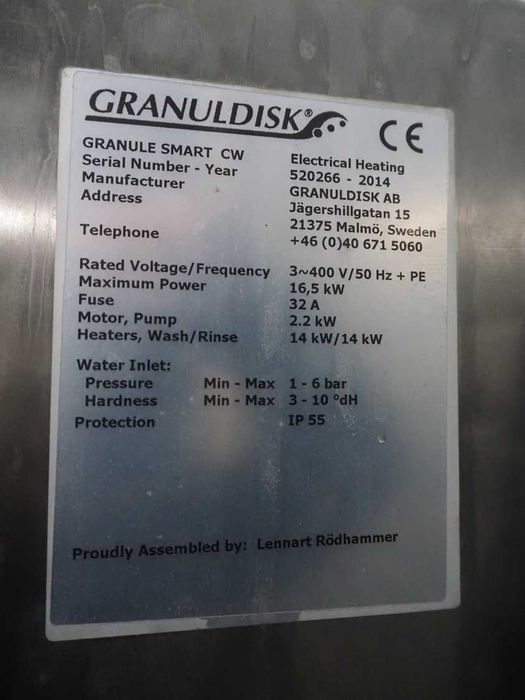 GRANULDISK®
CE
GRANULE SMART CW Electrical Heating
Serial Number - Year 520266 - 2014
Manufacturer GRANULDISK AB
Address Jägershillgatan 15
21375 Malmö, Sweden
Telephone +46 (0)40 671 5060
Rated Voltage/Frequency 3~400 V/50 Hz + PE
Maximum Power 16,5 kW
Fuse 32 A
Motor, Pump 2.2 kW
Heaters, Wash/Rinse 14 kW/14 kW
Water Inlet:
Pressure Min - Max 1 - 6 bar
Hardness Min - Max 3 - 10 °dH
Protection IP 55
Proudly Assembled by: Lennart Rödhammer